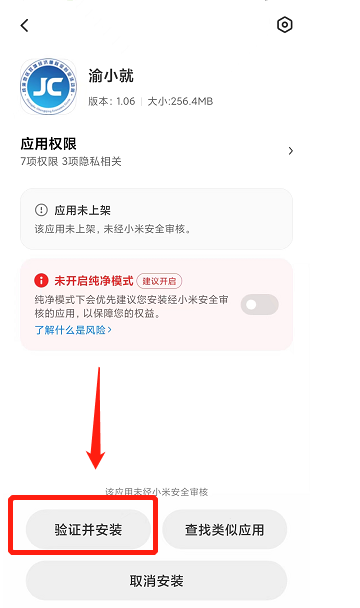 JC
渝小就
版本：1.06 | 大小:256.4MB
应用权限
7项权限 3项隐私相关
应用未上架
该应用未上架，未经小米安全审核。
未开启纯净模式 建议开启
纯净模式下会优先建议您安装经小米安全审
核的应用，以保障您的权益。
了解什么是风险
该应用未经小米安全审核
验证并安装
查找类似应用
取消安装